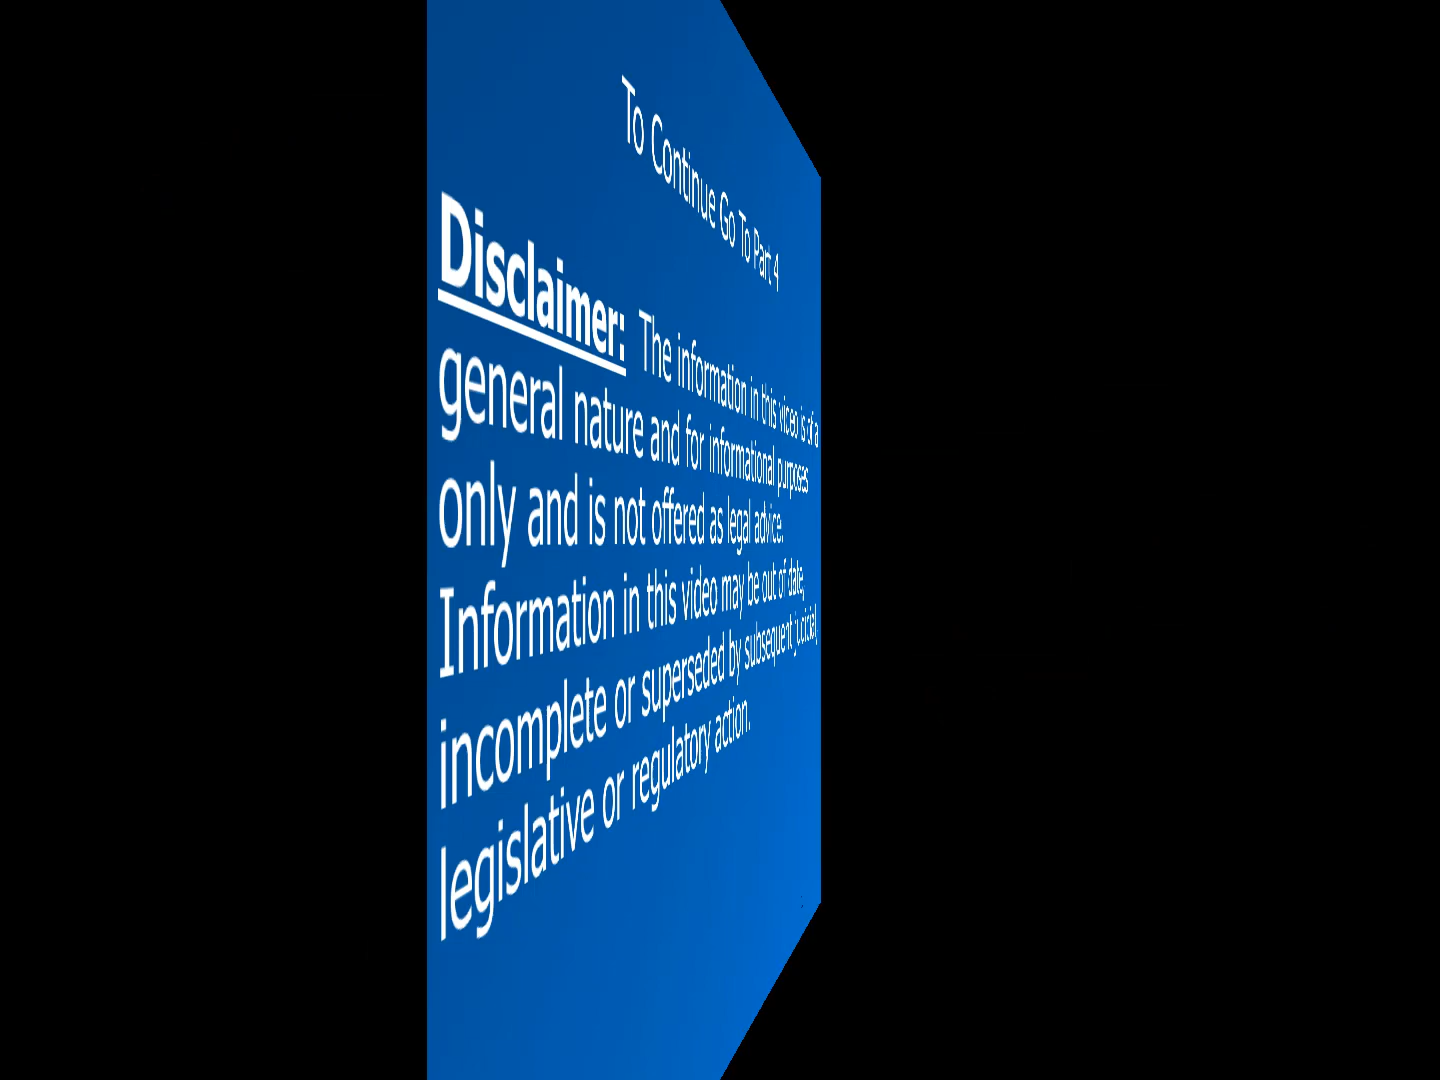 To Continue Go To Part 4
Disclaimer: The information in this video is of a
general nature and for informational purposes
only and is not offered as legal advice.
Information in this video may be out of date,
incomplete or superseded by subsequent judicial,
legislative or regulatory action.